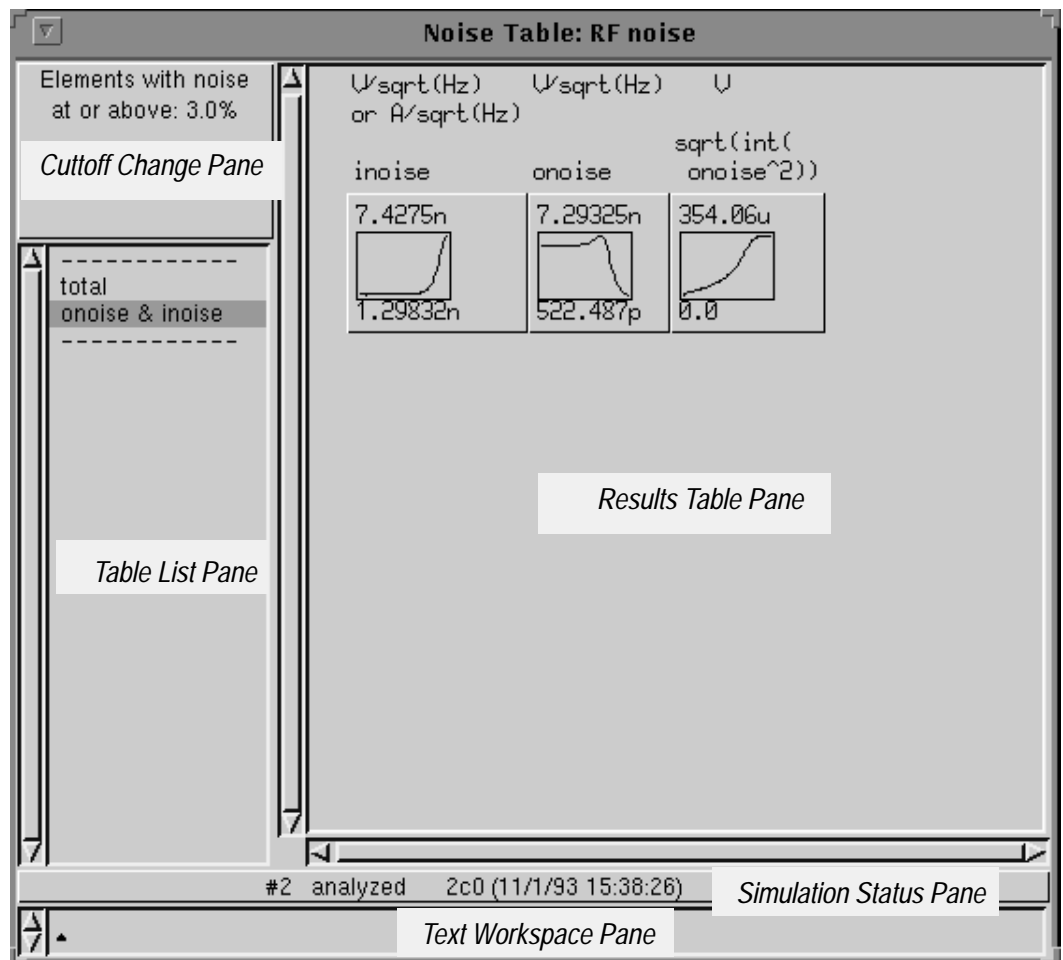 Noise Table: RF noise
Elements with noise
at or above: 3.0%
Cuttoff Change Pane
------------
total
onoise & inoise
------------
Table List Pane
V/sqrt(Hz) V/sqrt(Hz) V
or A/sqrt(Hz)
sqrt(int(
inoise onoise onoise^2))
7.4275n 7.29325n 354.06u
1.29832n 522.487p 0.0
Results Table Pane
#2 analyzed 2c0 (11/1/93 15:38:26)
Simulation Status Pane
Text Workspace Pane